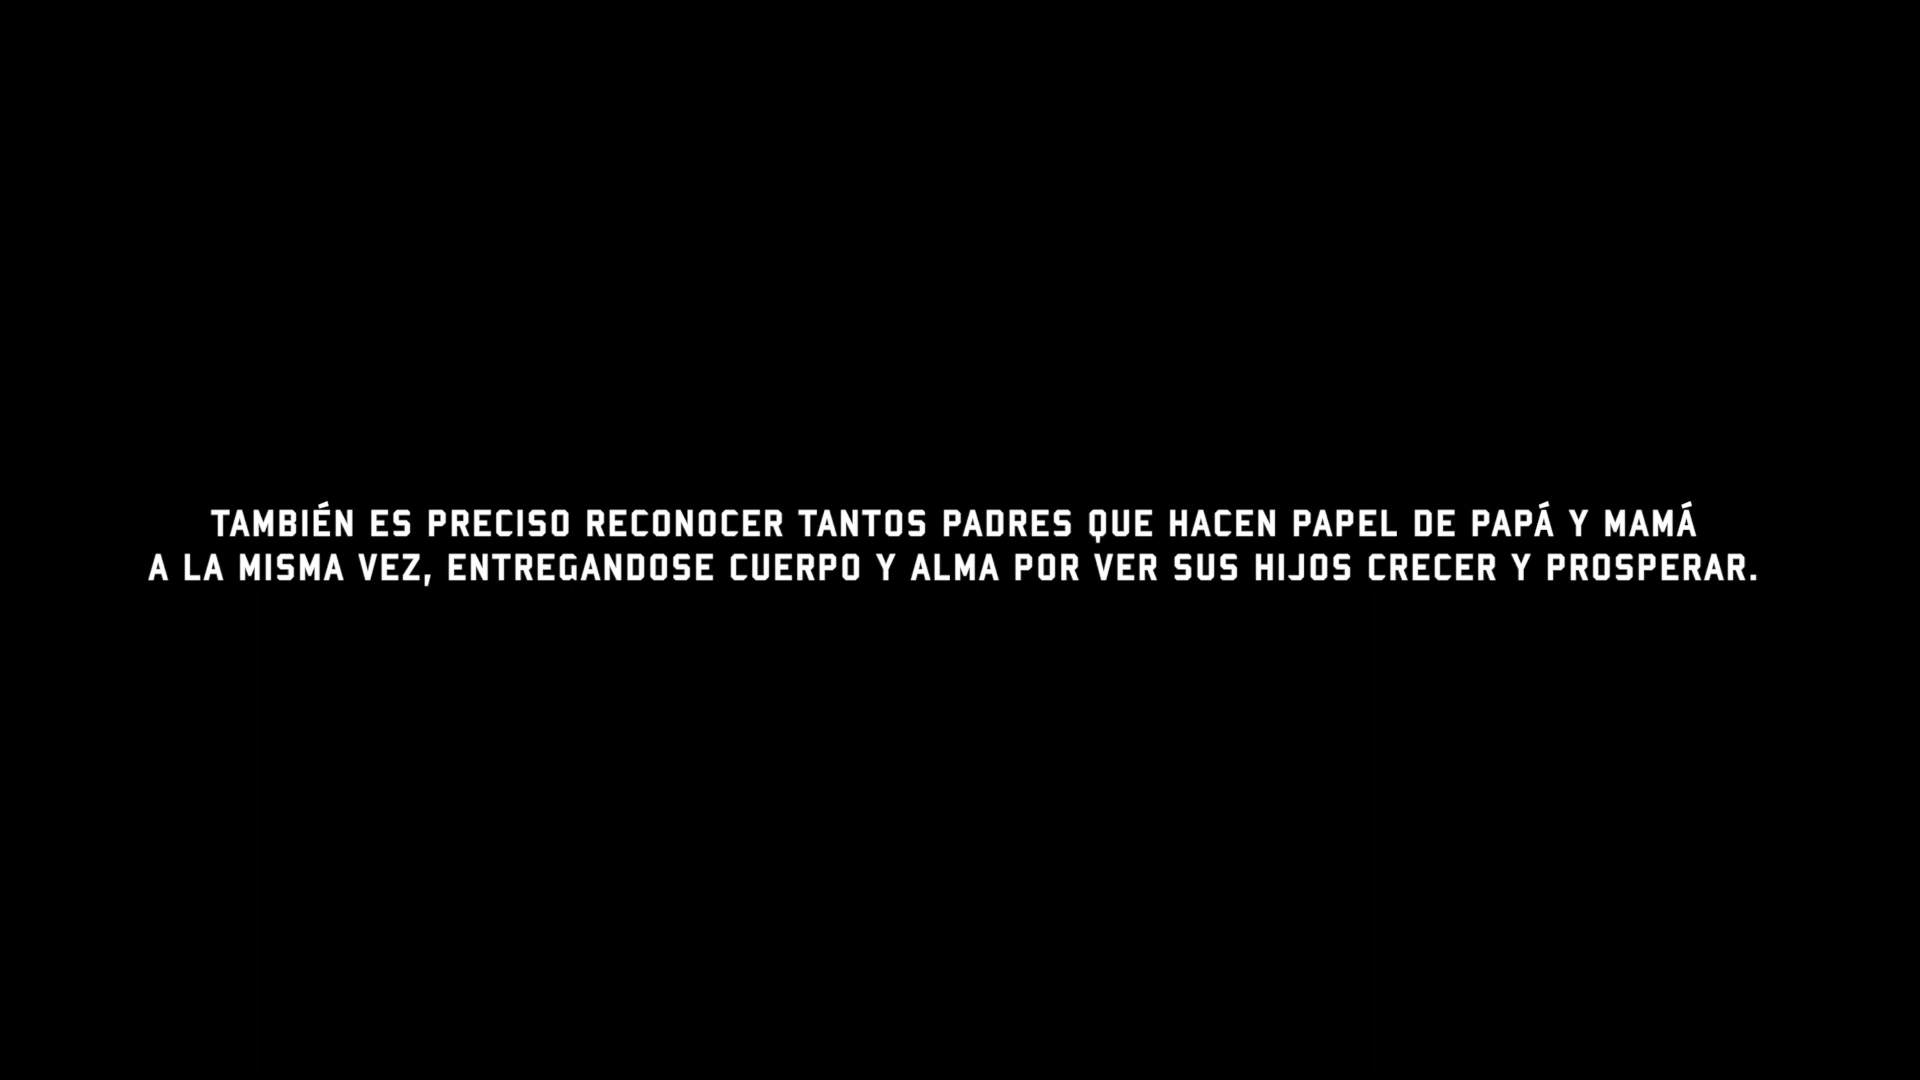 TAMBIÉN ES PRECISO RECONOCER TANTOS PADRES QUE HACEN PAPEL DE PAPÁ Y MAMÁ
A LA MISMA VEZ, ENTREGANDOSE CUERPO Y ALMA POR VER SUS HIJOS CRECER Y PROSPERAR.